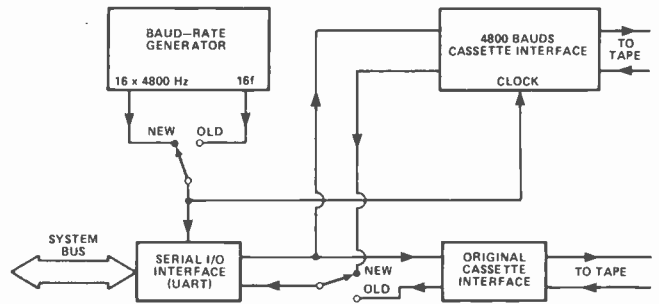 BAUD–RATE
GENERATOR
16 x 4800 Hz 16f
4800 BAUDS
CASSETTE INTERFACE
CLOCK
TO
TAPE
NEW OLD
SYSTEM
BUS
SERIAL I/O
INTERFACE
(UART)
NEW
OLD
ORIGINAL
CASSETTE
INTERFACE
TO TAPE